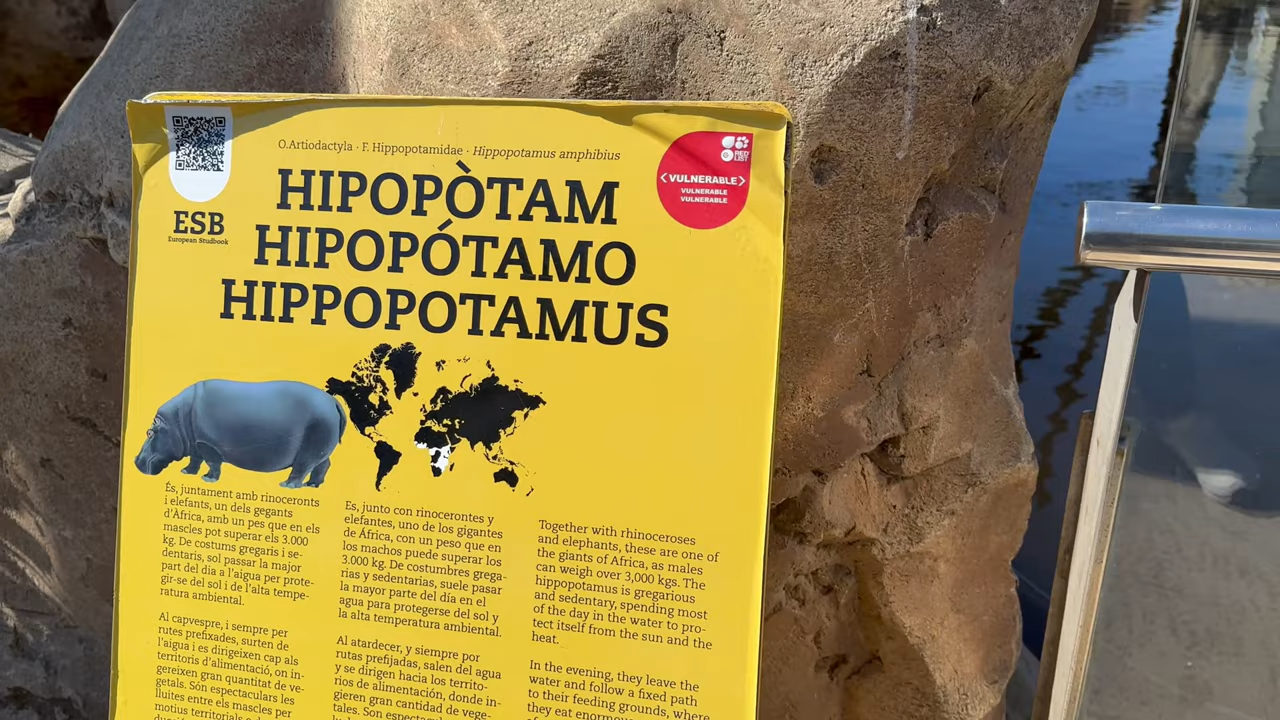 O.Artiodactyla · F. Hippopotamidae · Hippopotamus amphibius
RED
LIST
<VULNERABLE>
VULNERABLE
VULNERABLE
ESB
European Studbook
HIPOPÒTAM
HIPOPÓTAMO
HIPPOPOTAMUS
És, juntament amb rinoceronts
i elefants, un dels gegants
d'Àfrica, amb un pes que en els
mascles pot superar els 3.000
kg. De costums gregaris i se-
dentaris, sol passar la major
part del dia a l'aigua per prote-
gir-se del sol i de l'alta tempe-
ratura ambiental.
Al capvespre, i sempre per
rutes prefixades, surten de
l'aigua i es dirigeixen cap als
territoris d'alimentació, on in-
gereixen gran quantitat de ve-
getals. Són espectaculars les
lluites entre els mascles per
motius territorials
Es, junto con rinocerontes y
elefantes, uno de los gigantes
de África, con un peso que en
los machos puede superar los
3.000 kg. De costumbres grega-
rias y sedentarias, suele pasar
la mayor parte del día en el
agua para protegerse del sol y
la alta temperatura ambiental.
Al atardecer, y siempre por
rutas prefijadas, salen del agua
y se dirigen hacia los territo-
rios de alimentación, donde in-
gieren gran cantidad de vege-
tales. Son
Together with rhinoceroses
and elephants, these are one of
the giants of Africa, as males
can weigh over 3,000 kgs. The
hippopotamus is gregarious
and sedentary, spending most
of the day in the water to pro-
tect itself from the sun and the
heat.
In the evening, they leave the
water and follow a fixed path
to their feeding grounds, where
they eat enormous